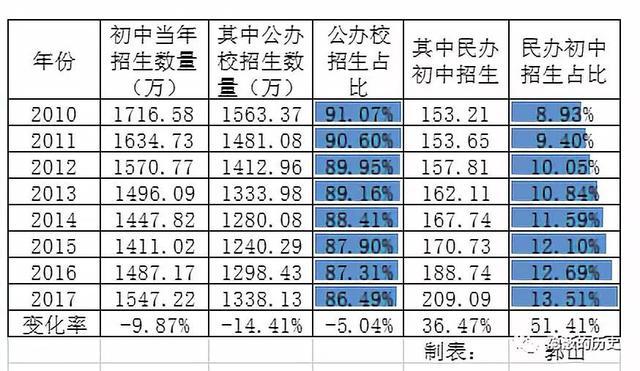 年份 初中当年招生数量（万） 其中公办校招生数量（万） 公办校招生占比 其中民办初中招生 民办初中招生占比
2010 1716.58 1563.37 91.07% 153.21 8.93%
2011 1634.73 1481.08 90.60% 153.65 9.40%
2012 1570.77 1412.96 89.95% 157.81 10.05%
2013 1496.09 1333.98 89.16% 162.11 10.84%
2014 1447.82 1280.08 88.41% 167.74 11.59%
2015 1411.02 1240.29 87.90% 170.73 12.10%
2016 1487.17 1298.43 87.31% 188.74 12.69%
2017 1547.22 1338.13 86.49% 209.09 13.51%
变化率 -9.87% -14.41% -5.04% 36.47% 51.41%
制表：
的历史